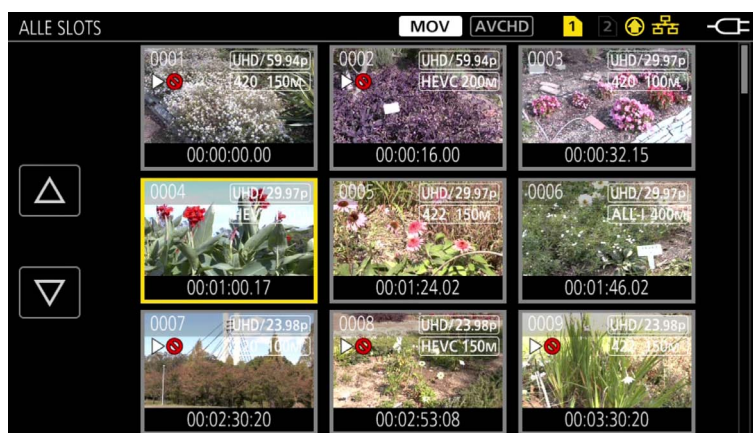 ALLE SLOTS
MOV
AVCHD
1
2
0001
UHD/59.94p
420 150M
00:00:00.00
0002
UHD/59.94p
HEVC 200M
00:00:16.00
0003
UHD/29.97p
420 100M
00:00:32.15
0004
UHD/29.97p
00:01:00.17
0005
UHD/29.97p
422 150M
00:01:24.02
0006
UHD/29.97p
ALL-I 400M
00:01:46.02
0007
UHD/23.98p
00:02:30:20
0008
UHD/23.98p
HEVC 150M
00:02:53:08
0009
UHD/23.98p
00:03:30:20